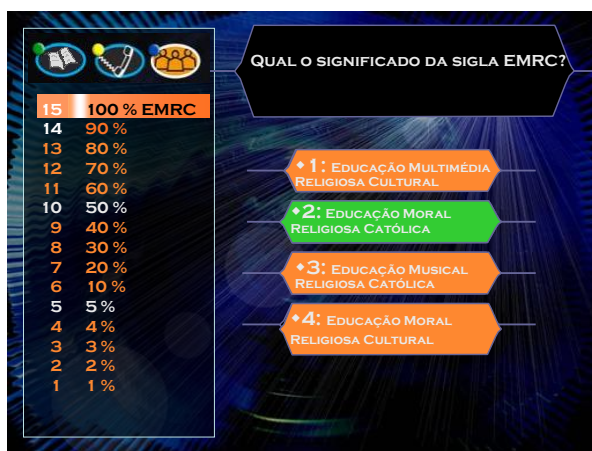 Qual o significado da sigla EMRC?
15 100 % EMRC
14 90 %
13 80 %
12 70 %
11 60 %
10 50 %
9 40 %
8 30 %
7 20 %
6 10 %
5 5 %
4 4 %
3 3 %
2 2 %
1 1 %
1: Educação Multimédia
Religiosa Cultural
2: Educação Moral
Religiosa Católica
3: Educação Musical
Religiosa Católica
4: Educação Moral
Religiosa Cultural